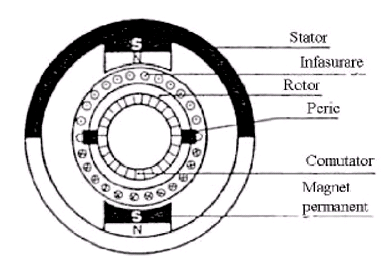 Stator
S
N
Infasurare
Rotor
Perie
Comutator
Magnet
permanent
S
N